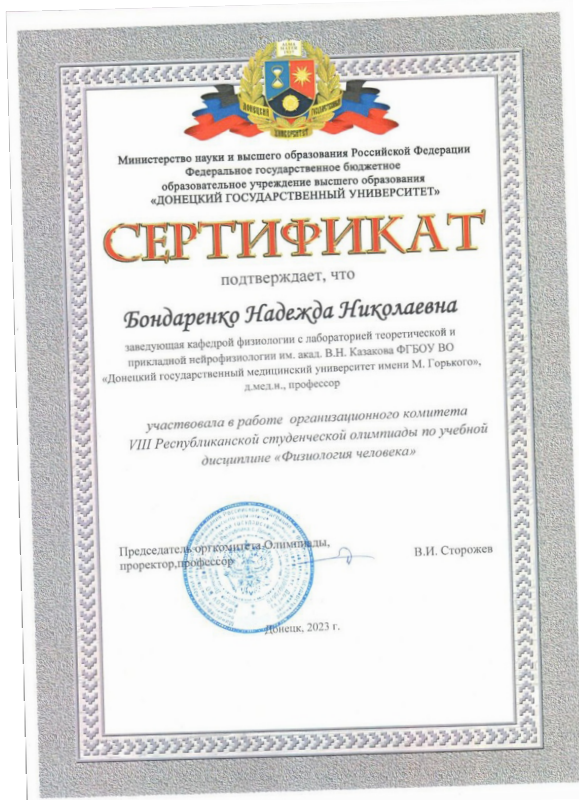 ДОНЕЦКИЙ
ГОСУДАРСТВЕННЫЙ
УНИВЕРСИТЕТ
Министерство науки и высшего образования Российской Федерации
Федеральное государственное бюджетное
образовательное учреждение высшего образования
«ДОНЕЦКИЙ ГОСУДАРСТВЕННЫЙ УНИВЕРСИТЕТ»
СЕРТИФИКАТ
подтверждает, что
Бондаренко Надежда Николаевна
заведующая кафедрой физиологии с лабораторией теоретической и
прикладной нейрофизиологии им. акад. В.Н. Казакова ФГБОУ ВО
«Донецкий государственный медицинский университет имени М. Горького»,
д.мед.н., профессор
участвовала в работе организационного комитета
VIII Республиканской студенческой олимпиады по учебной
дисциплине «Физиология человека»
Председатель оргкомитета Олимпиады,
проректор,профессор
В.И. Сторожев
Донецк, 2023 г.